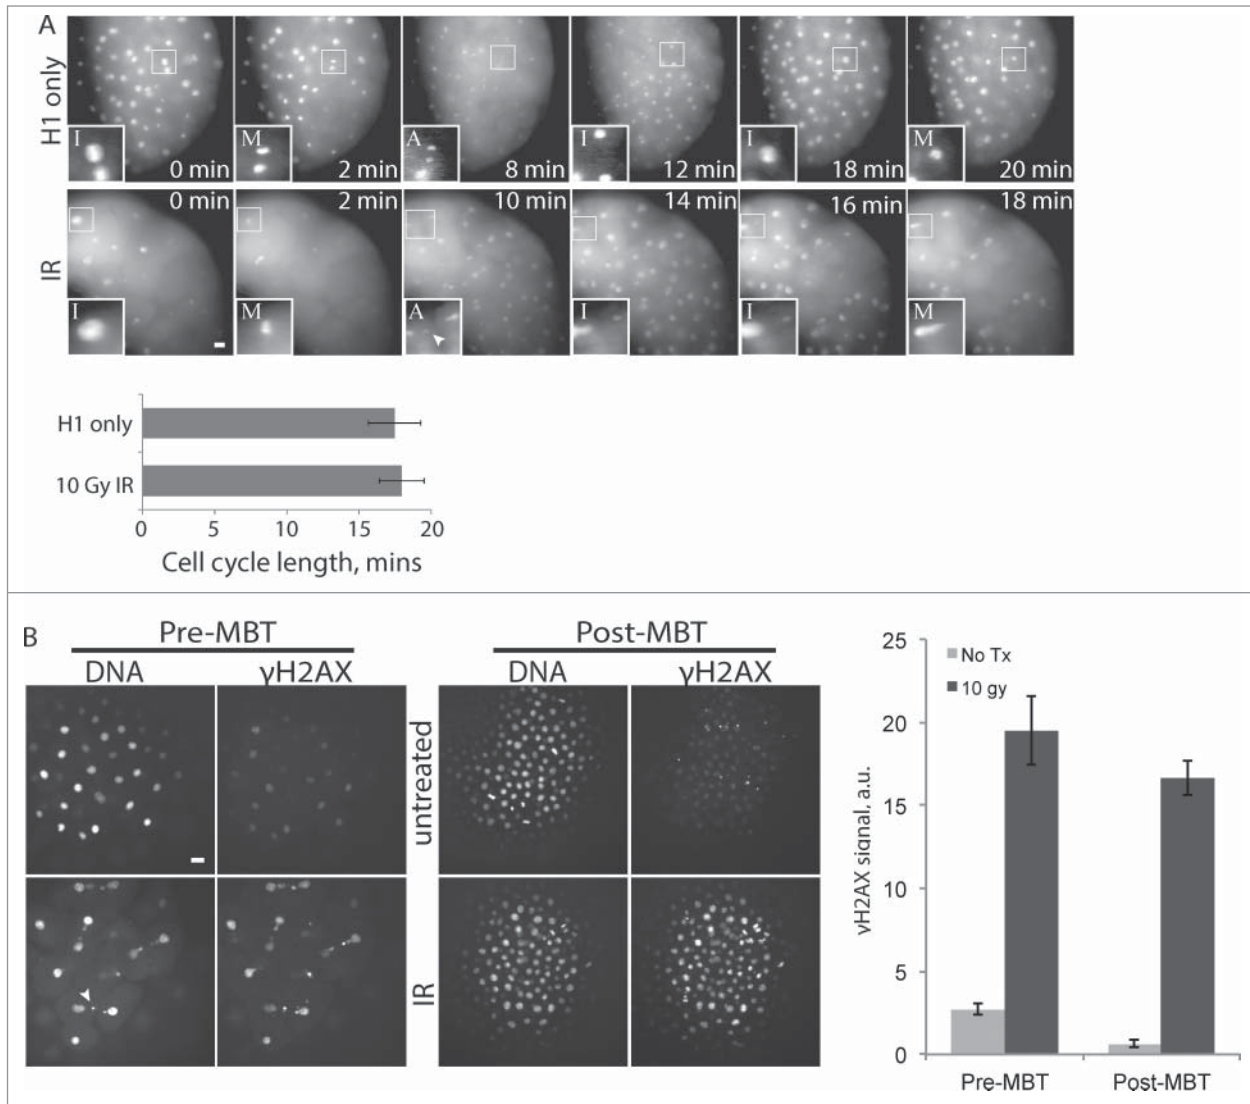 A
H1 only
I
0 min
M
2 min
A
8 min
I
12 min
I
18 min
M
20 min
IR
0 min
I
2 min
M
10 min
A
14 min
I
16 min
I
18 min
M
H1 only
10 Gy IR
0 5 10 15 20
Cell cycle length, mins
B
Pre-MBT
DNA γH2AX
Post-MBT
DNA γH2AX
untreated
IR
γH2AX signal, a.u.
25
20
15
10
5
0
No Tx
10 gy
Pre-MBT Post-MBT